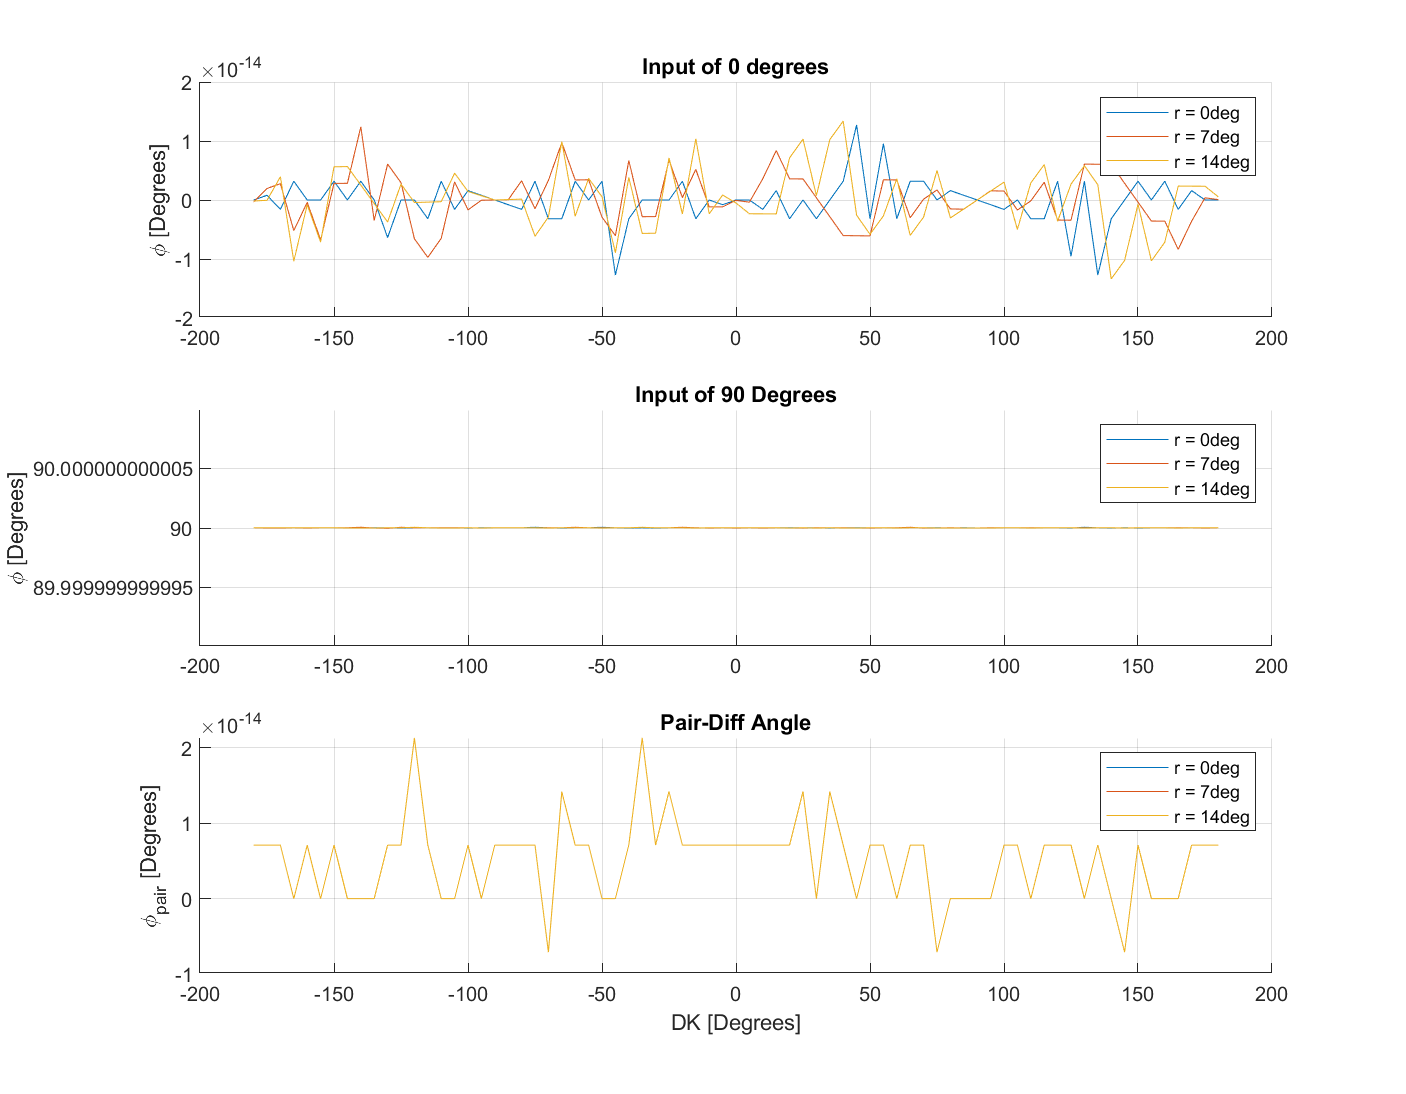 Input of 0 degrees
×10^-14
2
1
0
-1
-2
ϕ [Degrees]
r = 0deg
r = 7deg
r = 14deg
-200 -150 -100 -50 0 50 100 150 200
Input of 90 Degrees
90.000000000005
90
89.999999999995
ϕ [Degrees]
r = 0deg
r = 7deg
r = 14deg
-200 -150 -100 -50 0 50 100 150 200
Pair-Diff Angle
×10^-14
2
1
0
-1
ϕ_pair [Degrees]
r = 0deg
r = 7deg
r = 14deg
-200 -150 -100 -50 0 50 100 150 200
DK [Degrees]